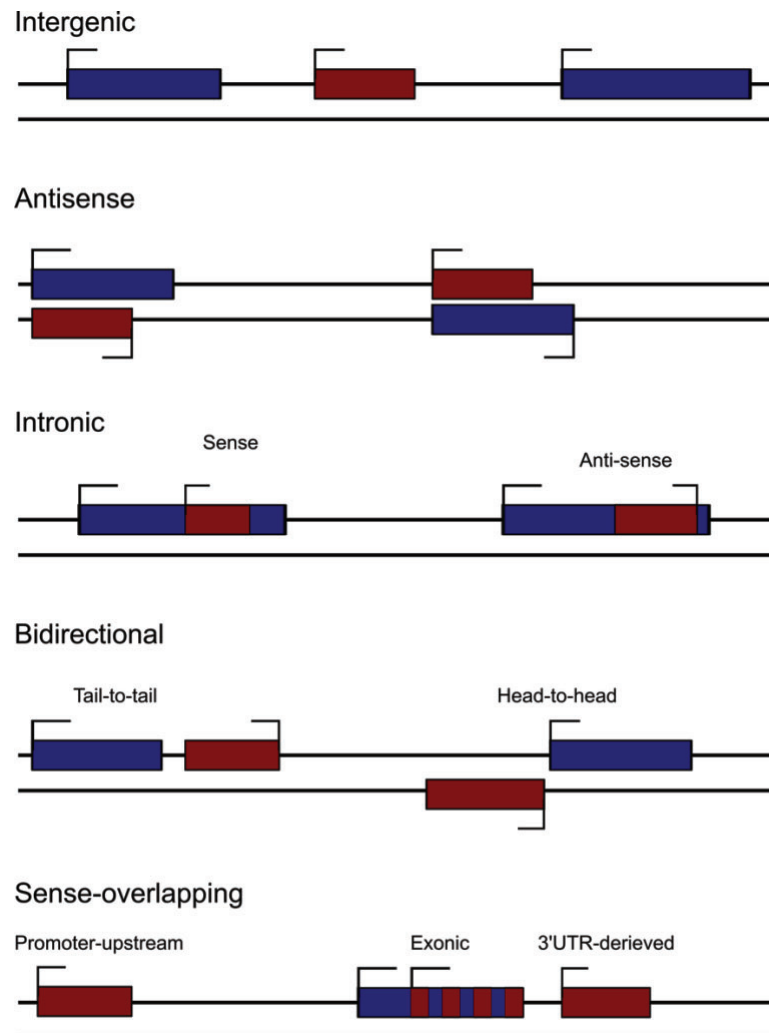 Intergenic
Antisense
Intronic
Sense
Anti-sense
Bidirectional
Tail-to-tail
Head-to-head
Sense-overlapping
Promoter-upstream
Exonic
3'UTR-derieved